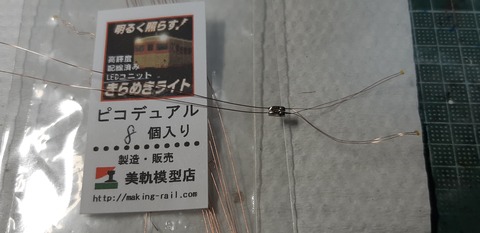 明るく照らす!
高輝度
配線済み
LEDユニット
きらめきライト
ピコデュアル
8 個入り
製造・販売
美軌模型店
http://making-rail.com